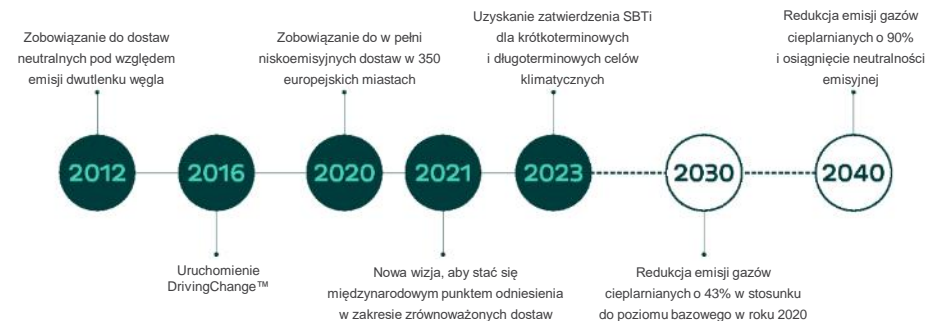 Zobowiązanie do dostaw
neutralnych pod względem
emisji dwutlenku węgla
Zobowiązanie do w pełni
niskoemisyjnych dostaw w 350
europejskich miastach
Uzyskanie zatwierdzenia SBTi
dla krótkoterminowych
i długoterminowych celów
klimatycznych
Redukcja emisji gazów
cieplarnianych o 90%
i osiągnięcie neutralności
emisyjnej
2012
2016
2020
2021
2023
2030
2040
Uruchomienie
DrivingChange™
Nowa wizja, aby stać się
międzynarodowym punktem odniesienia
w zakresie zrównoważonych dostaw
Redukcja emisji gazów
cieplarnianych o 43% w stosunku
do poziomu bazowego w roku 2020